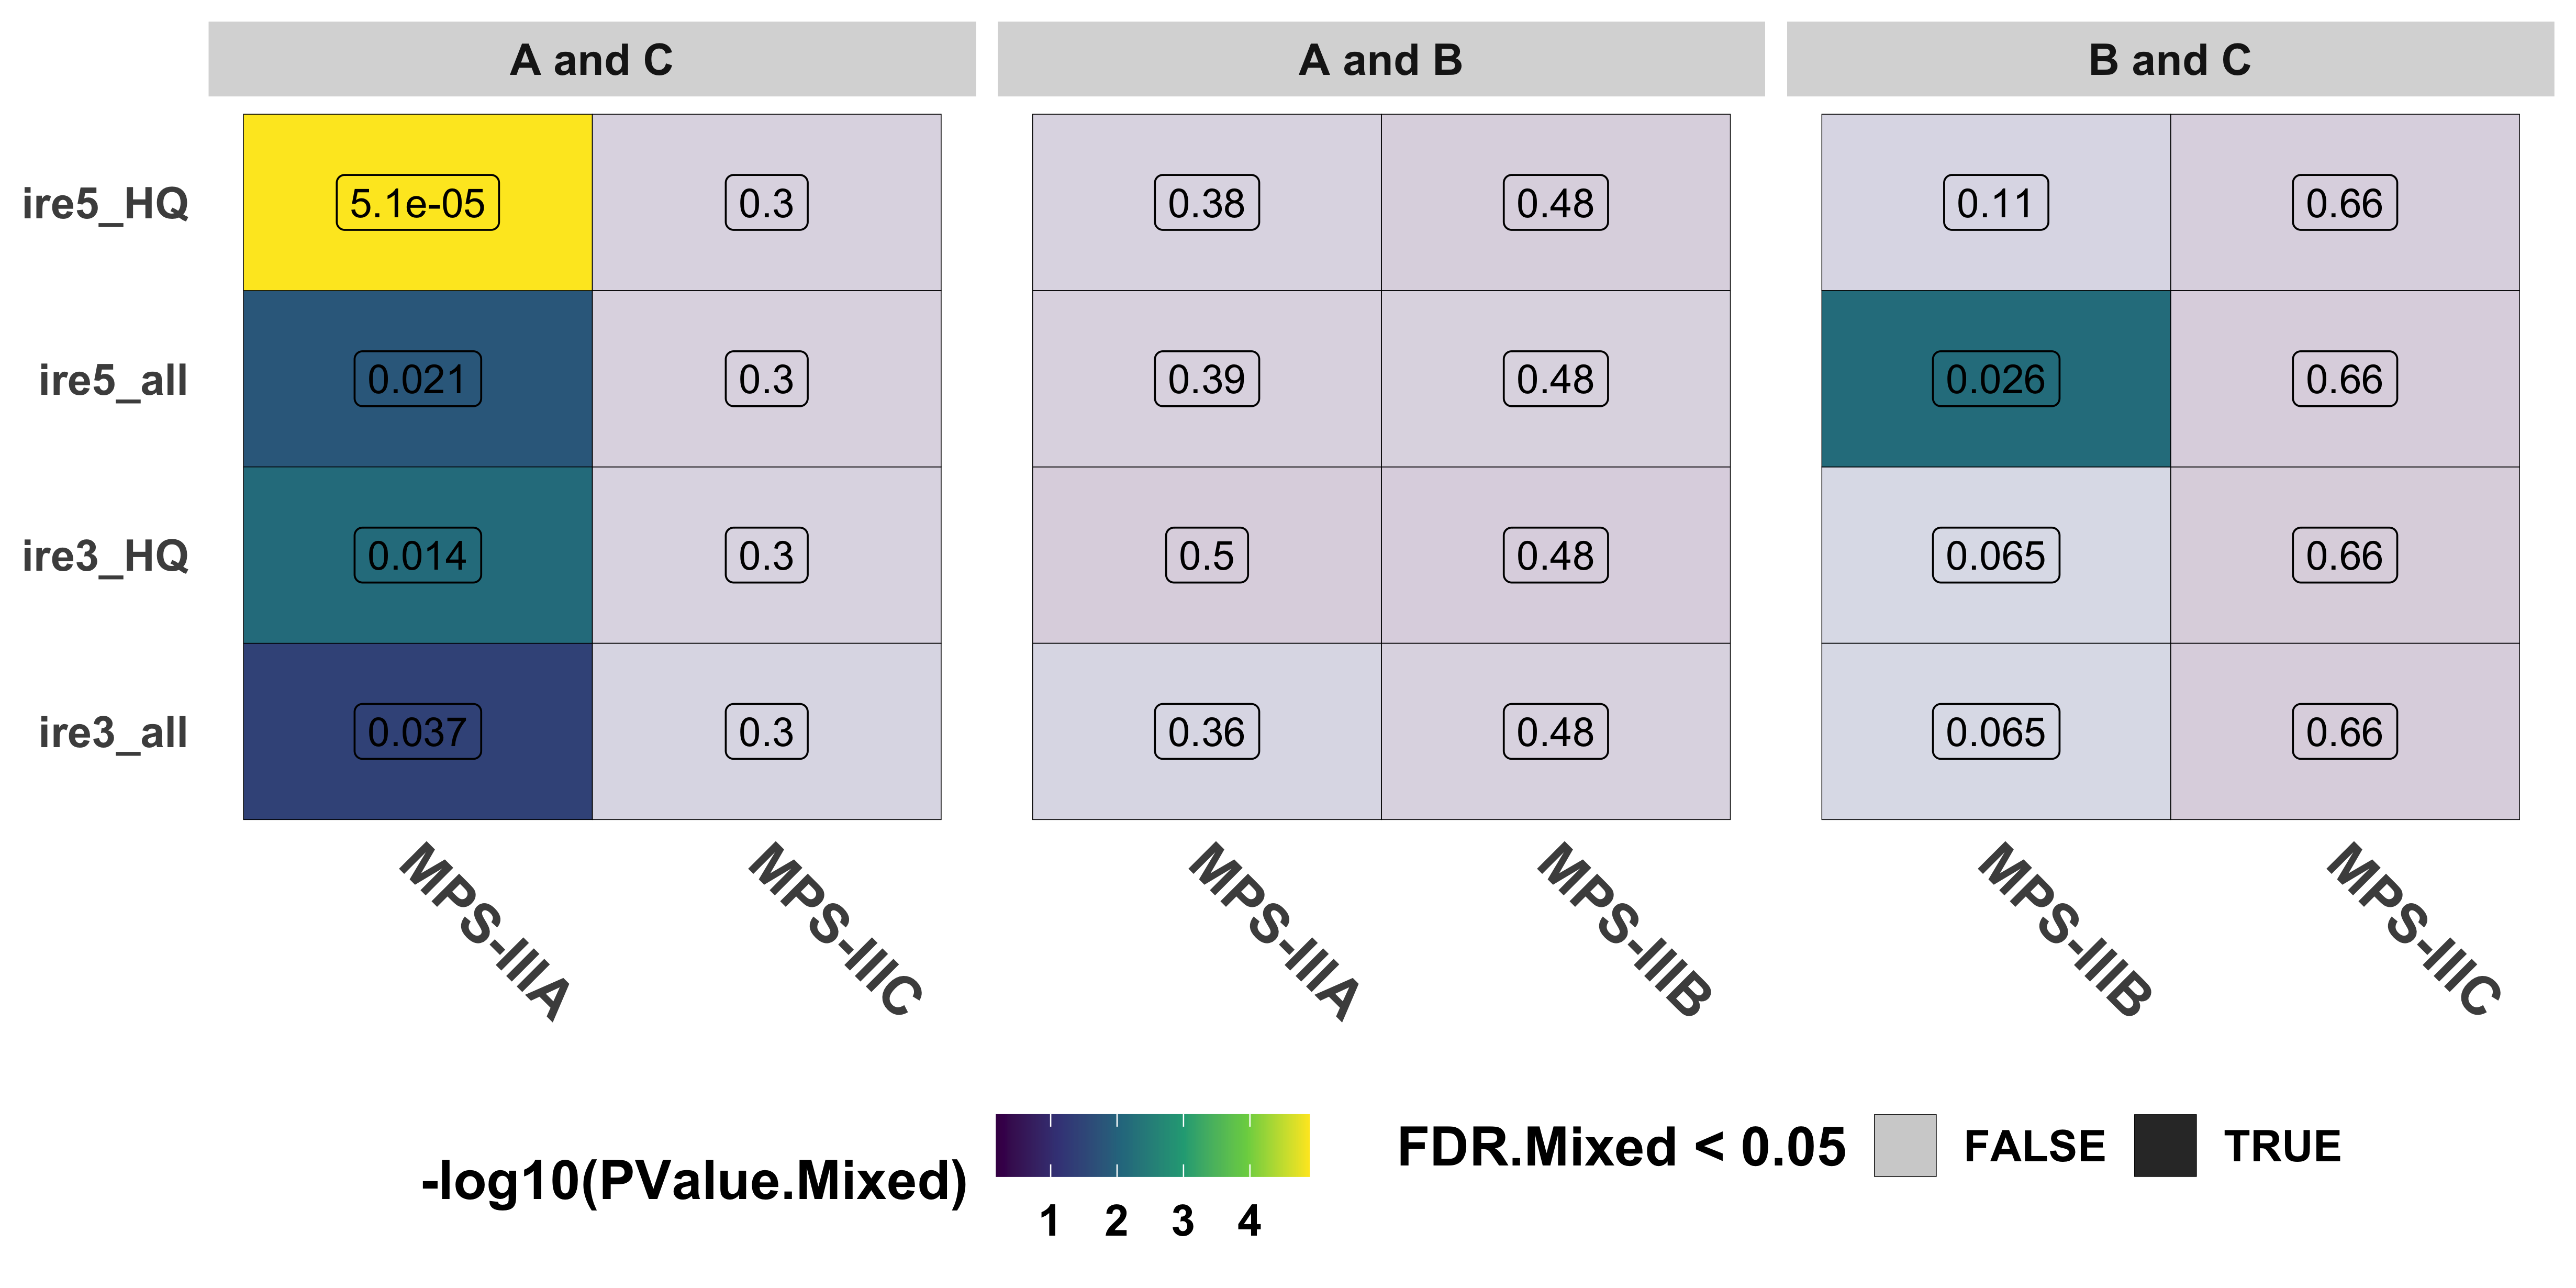 A and C A and B B and C
ire5_HQ 5.1e-05 0.3 0.38 0.48 0.11 0.66
ire5_all 0.021 0.3 0.39 0.48 0.026 0.66
ire3_HQ 0.014 0.3 0.5 0.48 0.065 0.66
ire3_all 0.037 0.3 0.36 0.48 0.065 0.66
MPS-IIIA MPS-IIIC MPS-IIIA MPS-IIIB MPS-IIIB MPS-IIIC
-log10(PValue.Mixed) 1 2 3 4
FDR.Mixed < 0.05 FALSE TRUE